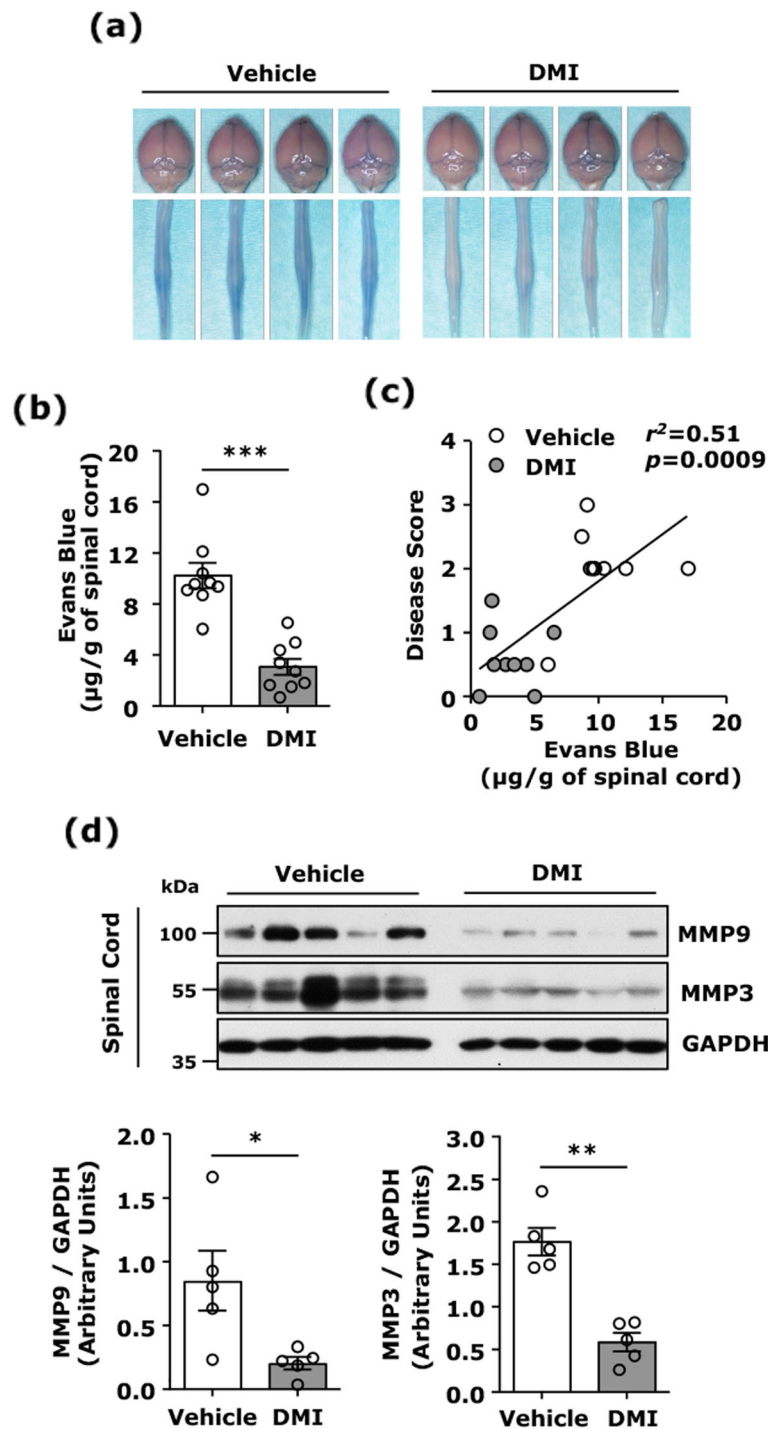 (a)
Vehicle DMI
(b)
Evans Blue
(µg/g of spinal cord)
20
16
12
8
4
0
***
Vehicle DMI
(c)
Disease Score
4
3
2
1
0
Vehicle
DMI
r²=0.51
p=0.0009
0 5 10 15 20
Evans Blue
(µg/g of spinal cord)
(d)
Vehicle DMI
kDa
Spinal Cord
100 MMP9
55 MMP3
GAPDH
35
MMP9 / GAPDH
(Arbitrary Units)
2.0
1.5
1.0
0.5
0.0
*
Vehicle DMI
MMP3 / GAPDH
(Arbitrary Units)
3.0
2.5
2.0
1.5
1.0
0.5
0.0
**
Vehicle DMI